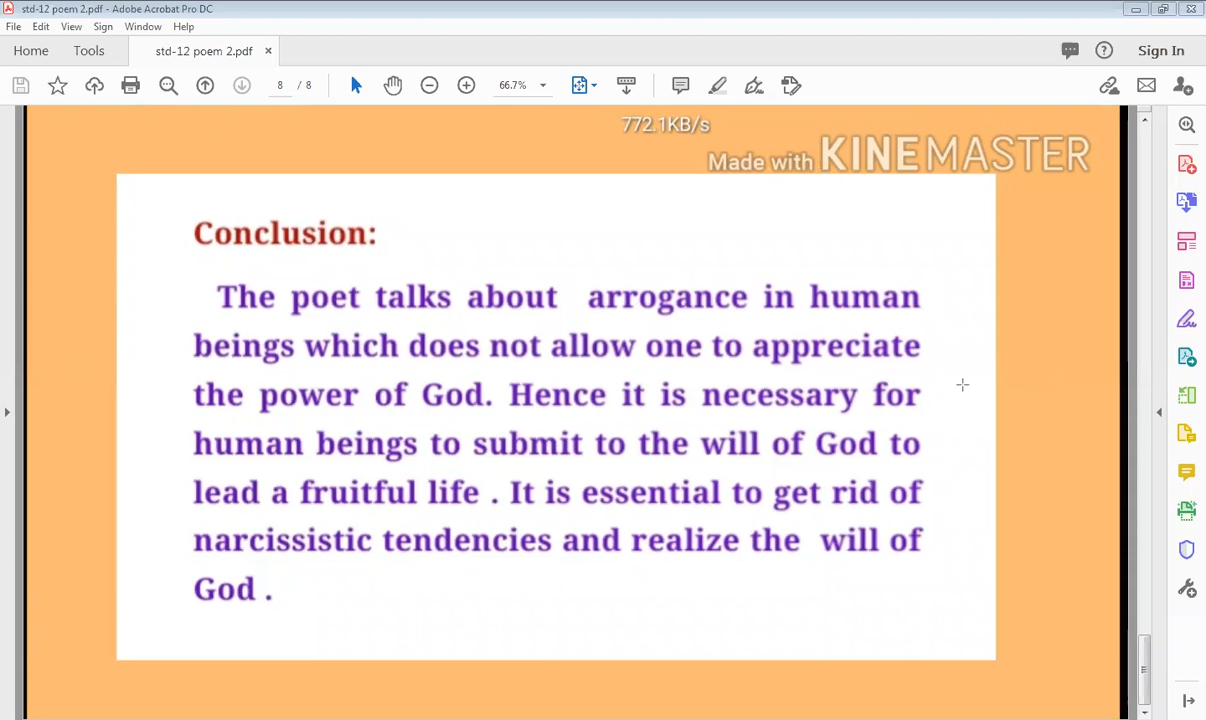 std-12 poem 2.pdf - Adobe Acrobat Pro DC
File Edit View Sign Window Help
Home Tools std-12 poem 2.pdf × Sign In
8 / 8 66.7%
772.1KB/s
Made with KINEMASTER
Conclusion:
The poet talks about arrogance in human
beings which does not allow one to appreciate
the power of God. Hence it is necessary for
human beings to submit to the will of God to
lead a fruitful life . It is essential to get rid of
narcissistic tendencies and realize the will of
God .